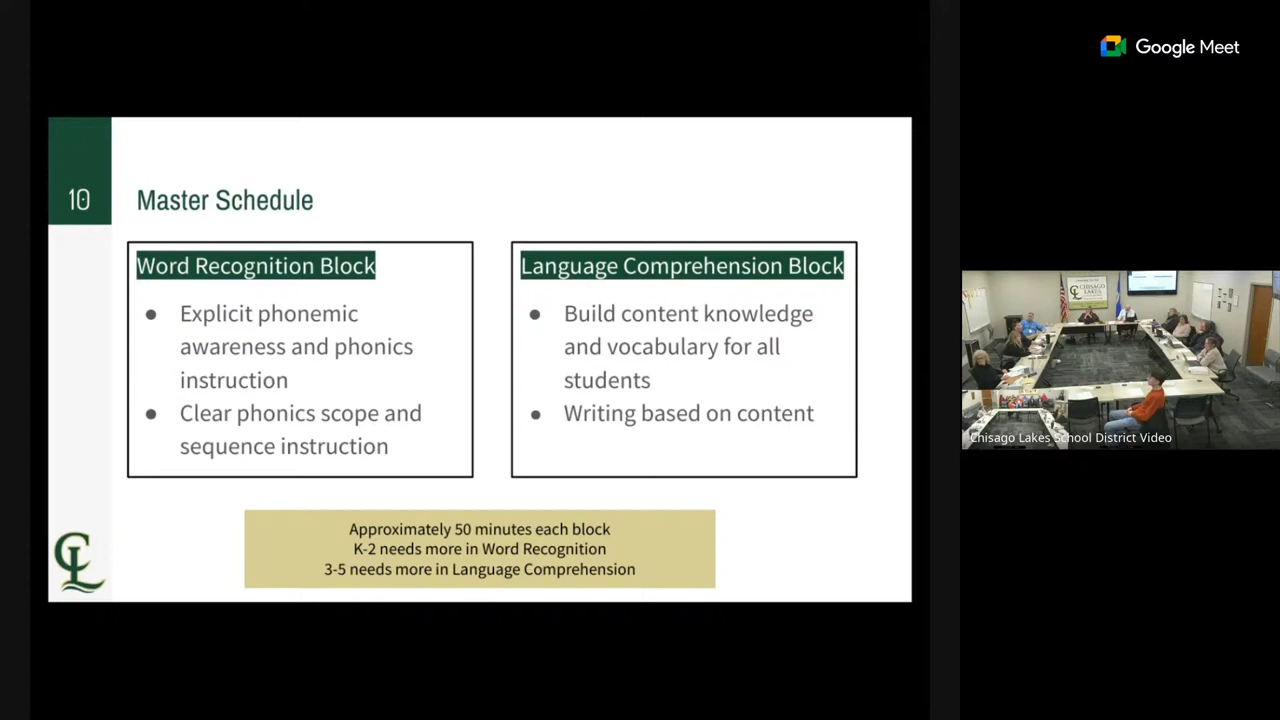 Google Meet
10
Master Schedule
Word Recognition Block
● Explicit phonemic
awareness and phonics
instruction
● Clear phonics scope and
sequence instruction
Language Comprehension Block
● Build content knowledge
and vocabulary for all
students
● Writing based on content
Approximately 50 minutes each block
K-2 needs more in Word Recognition
3-5 needs more in Language Comprehension
CL
CHISAGO
LAKES
Chisago Lakes School District Video